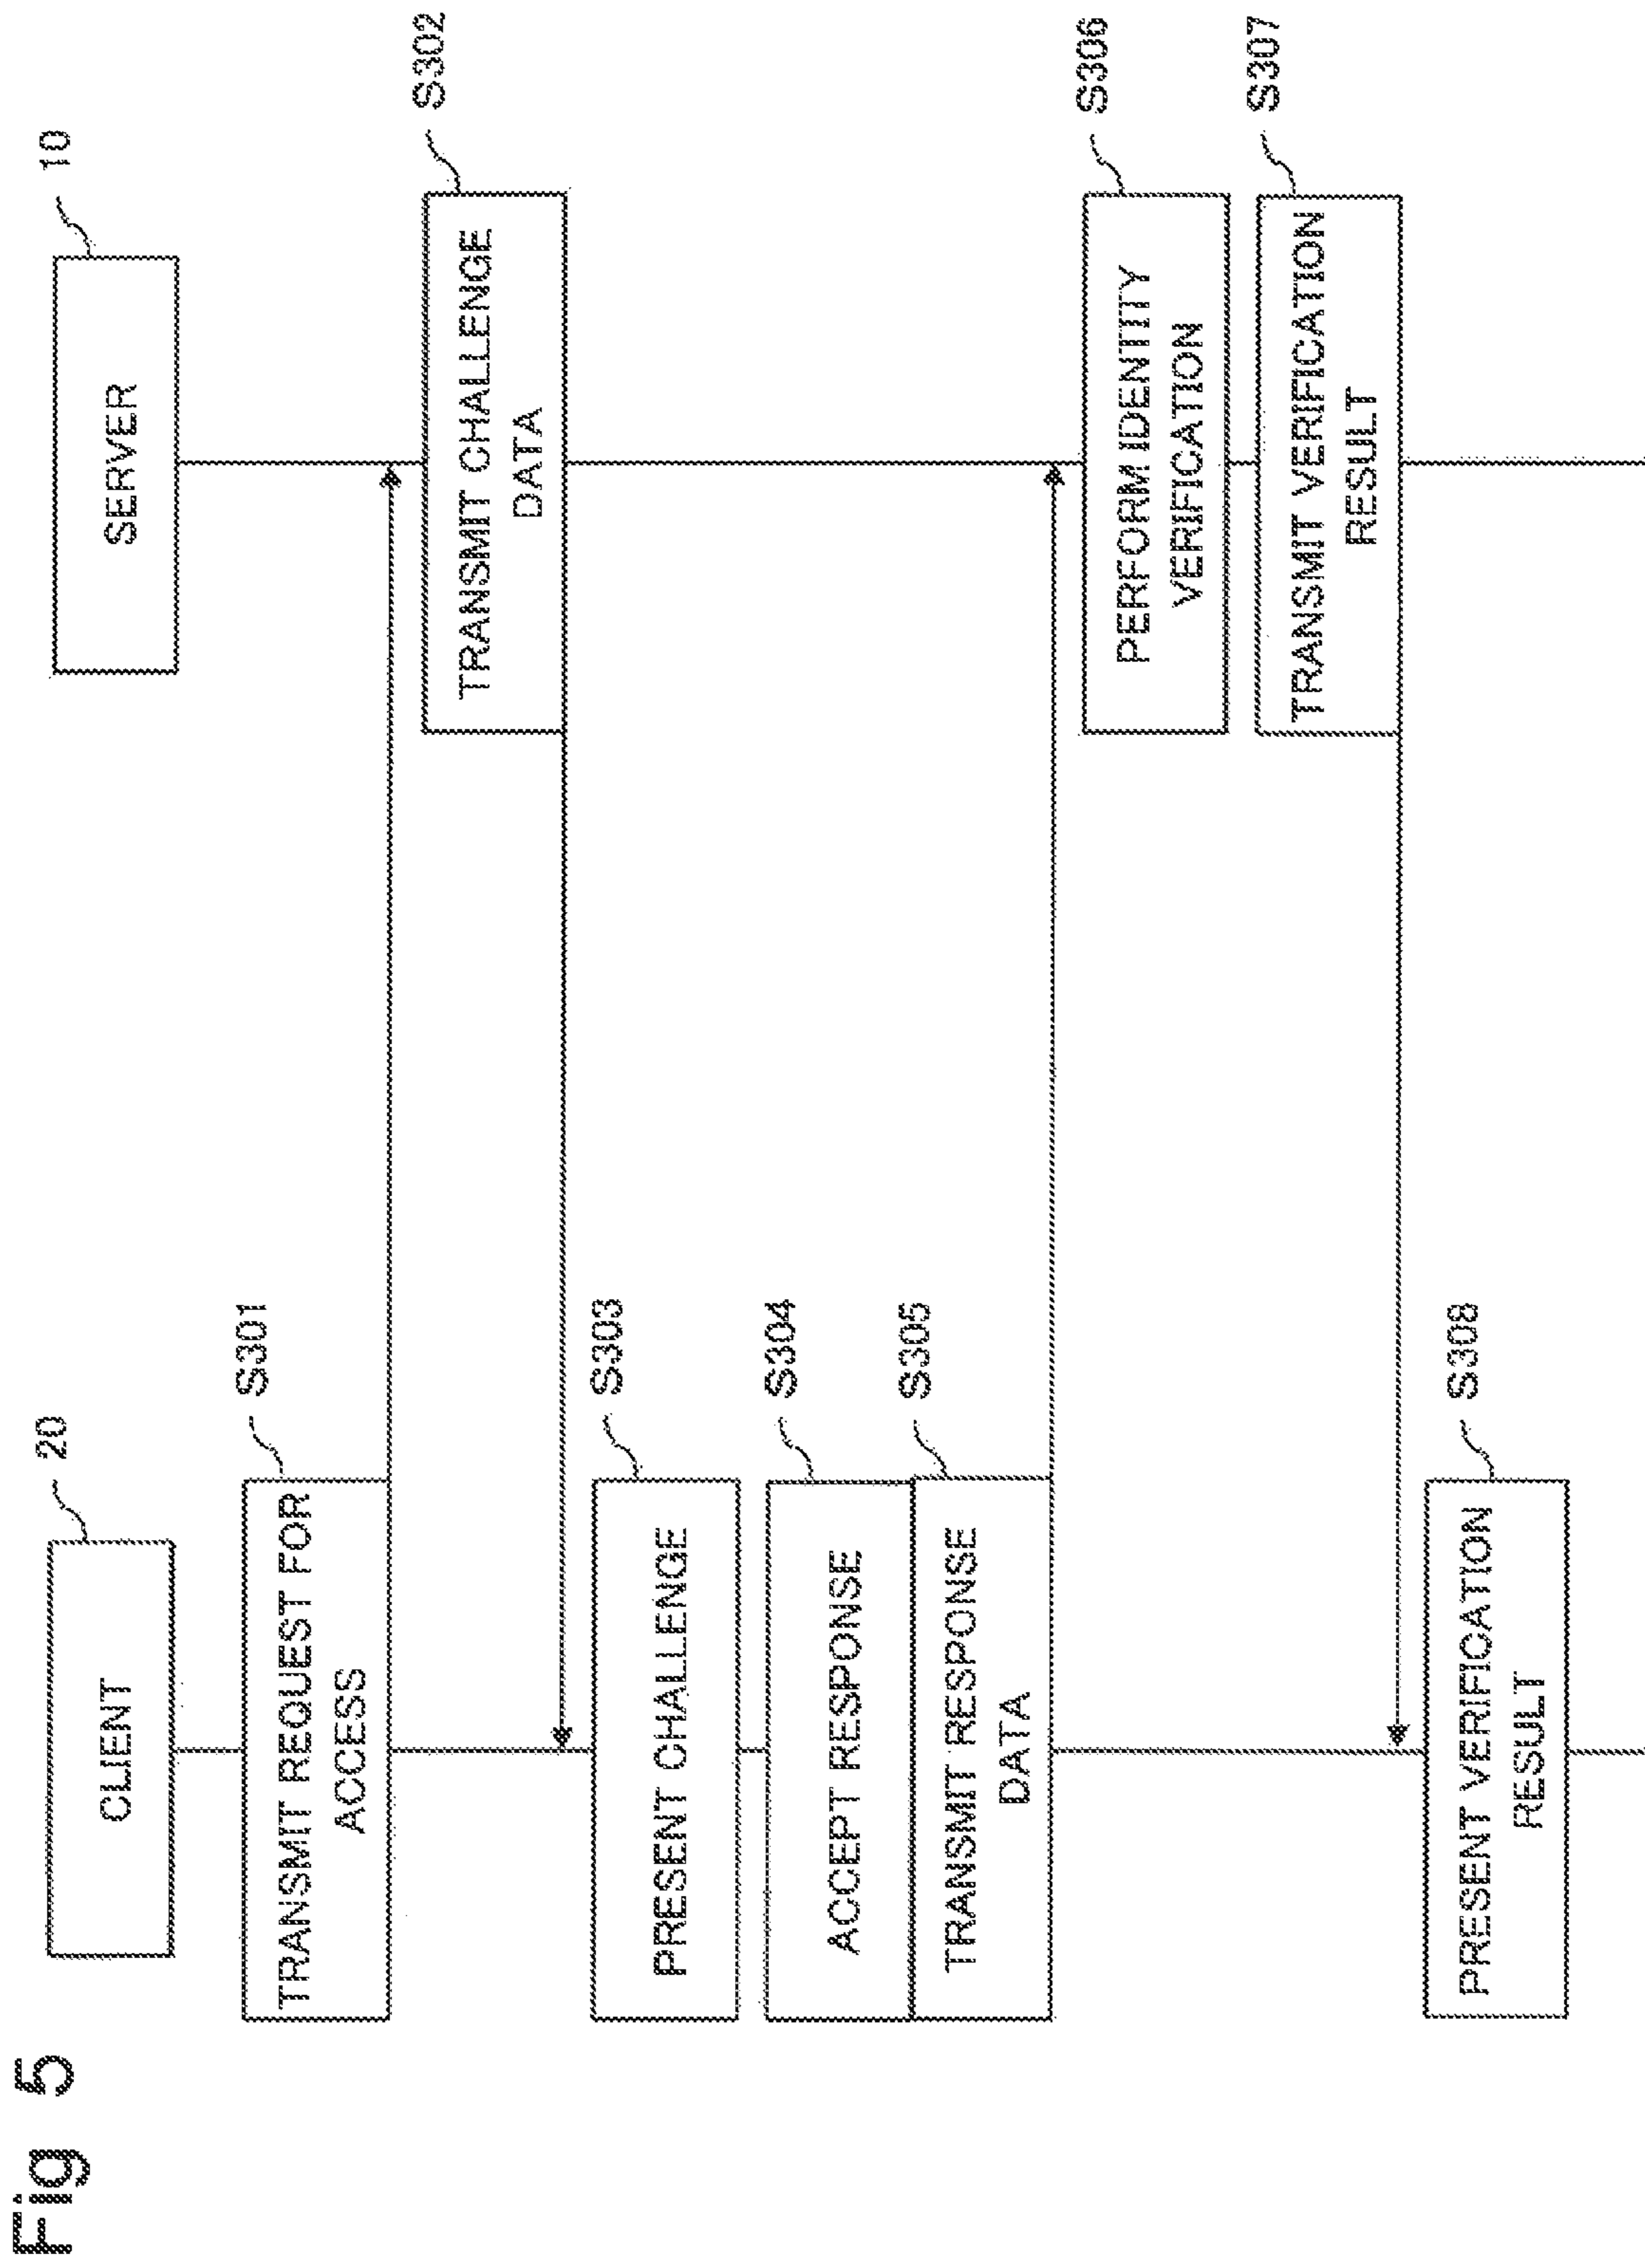 Fig 5
20
10
CLIENT
SERVER
S301
TRANSMIT REQUEST FOR
ACCESS
S302
TRANSMIT CHALLENGE
DATA
S303
PRESENT CHALLENGE
S304
ACCEPT RESPONSE
S305
TRANSMIT RESPONSE
DATA
S306
PERFORM IDENTITY
VERIFICATION
S307
TRANSMIT VERIFICATION
RESULT
S308
PRESENT VERIFICATION
RESULT